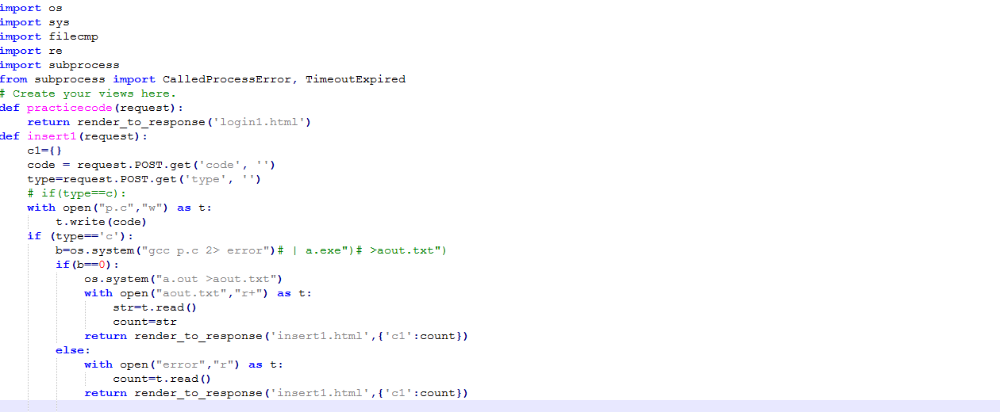 import os
import sys
import filecmp
import re
import subprocess
from subprocess import CalledProcessError, TimeoutExpired
# Create your views here.
def practicecode(request):
    return render_to_response('login1.html')
def insert1(request):
    c1={}
    code = request.POST.get('code', '')
    type=request.POST.get('type', '')
    # if(type==c):
    with open("p.c","w") as t:
        t.write(code)
    if (type=='c'):
        b=os.system("gcc p.c 2> error")# | a.exe")# >aout.txt")
        if(b==0):
            os.system("a.out >aout.txt")
            with open("aout.txt","r+") as t:
                str=t.read()
                count=str
            return render_to_response('insert1.html',{'c1':count})
        else:
            with open("error","r") as t:
                count=t.read()
            return render_to_response('insert1.html',{'c1':count})